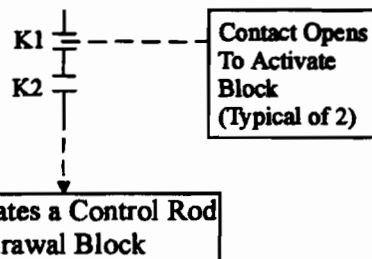 K1
Contact Opens
To Activate
Block
(Typical of 2)
K2
ates a Control Rod
rawal Block